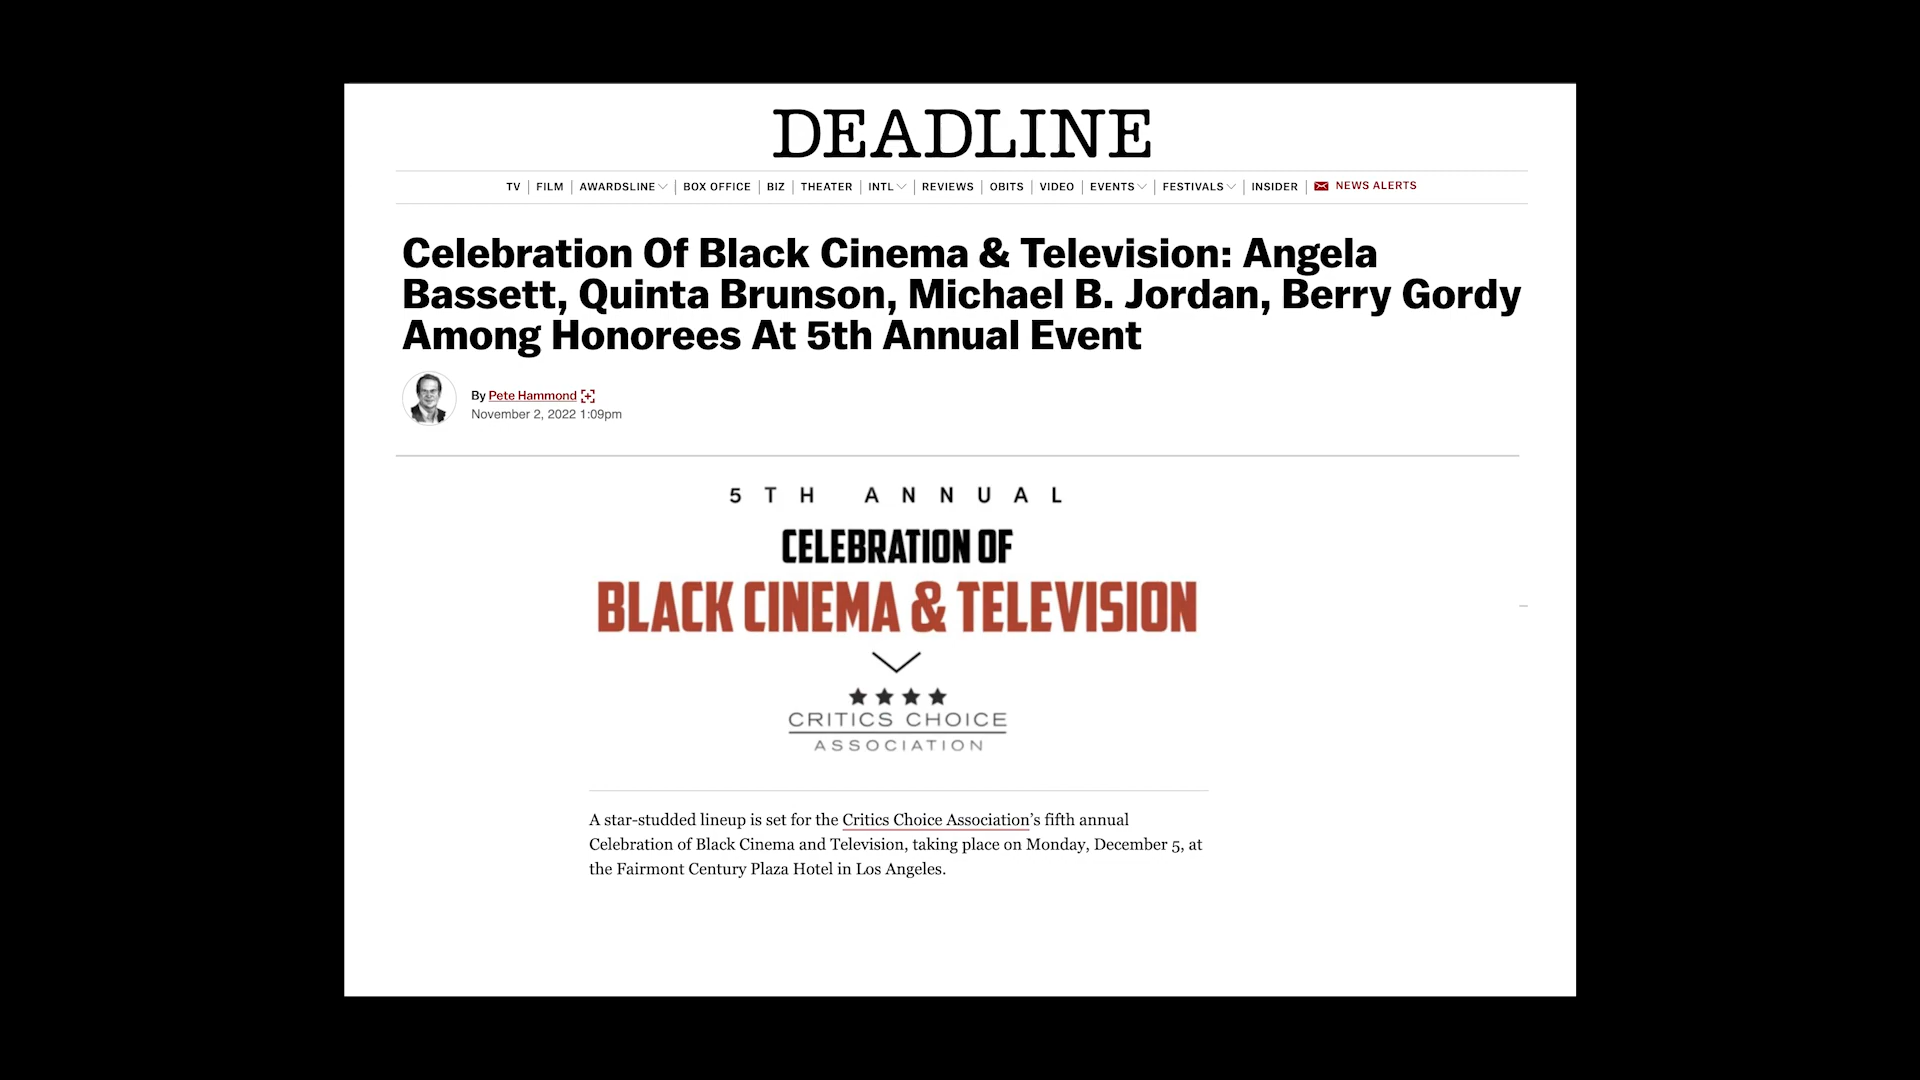 DEADLINE
TV | FILM | AWARDSLINE | BOX OFFICE | BIZ | THEATER | INTL | REVIEWS | OBITS | VIDEO | EVENTS | FESTIVALS | INSIDER | NEWS ALERTS
Celebration Of Black Cinema & Television: Angela
Bassett, Quinta Brunson, Michael B. Jordan, Berry Gordy
Among Honorees At 5th Annual Event
By Pete Hammond
November 2, 2022 1:09pm
5TH ANNUAL
CELEBRATION OF
BLACK CINEMA & TELEVISION
CRITICS CHOICE
ASSOCIATION
A star-studded lineup is set for the Critics Choice Association’s fifth annual
Celebration of Black Cinema and Television, taking place on Monday, December 5, at
the Fairmont Century Plaza Hotel in Los Angeles.